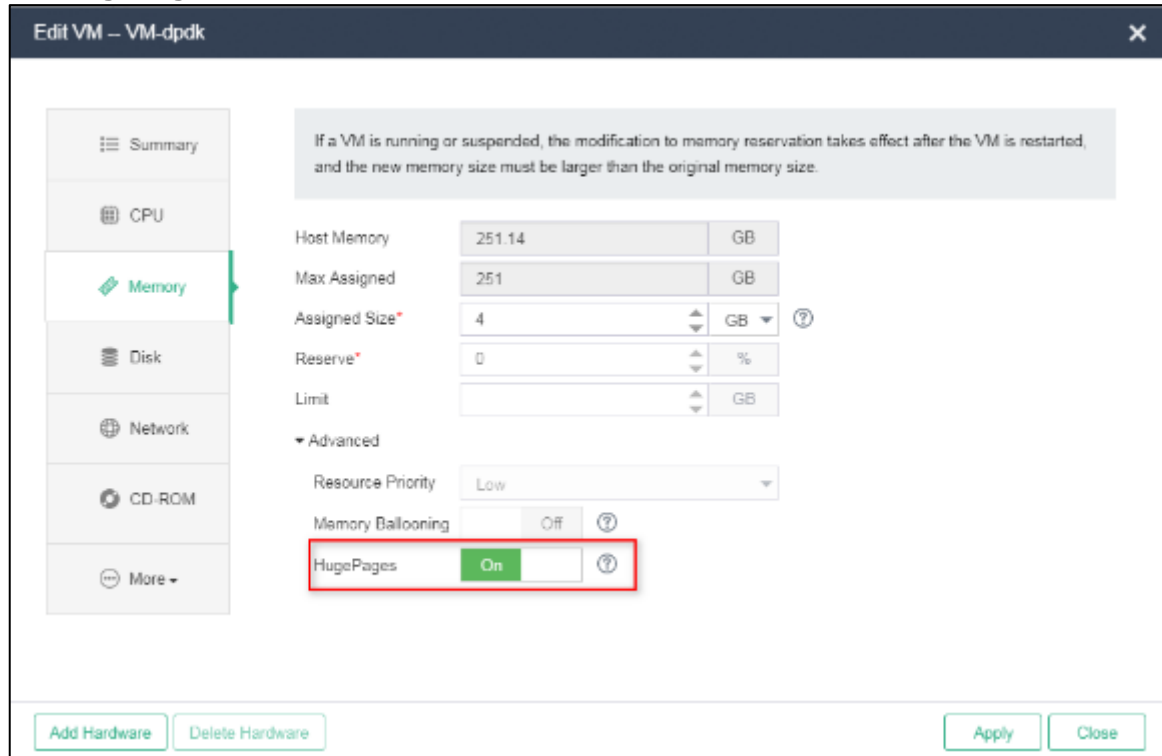 Edit VM -- VM-dpdk
Summary
CPU
Memory
Disk
Network
CD-ROM
More
If a VM is running or suspended, the modification to memory reservation takes effect after the VM is restarted,
and the new memory size must be larger than the original memory size.
Host Memory 251.14 GB
Max Assigned 251 GB
Assigned Size* 4 GB
Reserve* 0 %
Limit GB
Advanced
Resource Priority Low
Memory Ballooning Off
HugePages On
Add Hardware Delete Hardware Apply Close